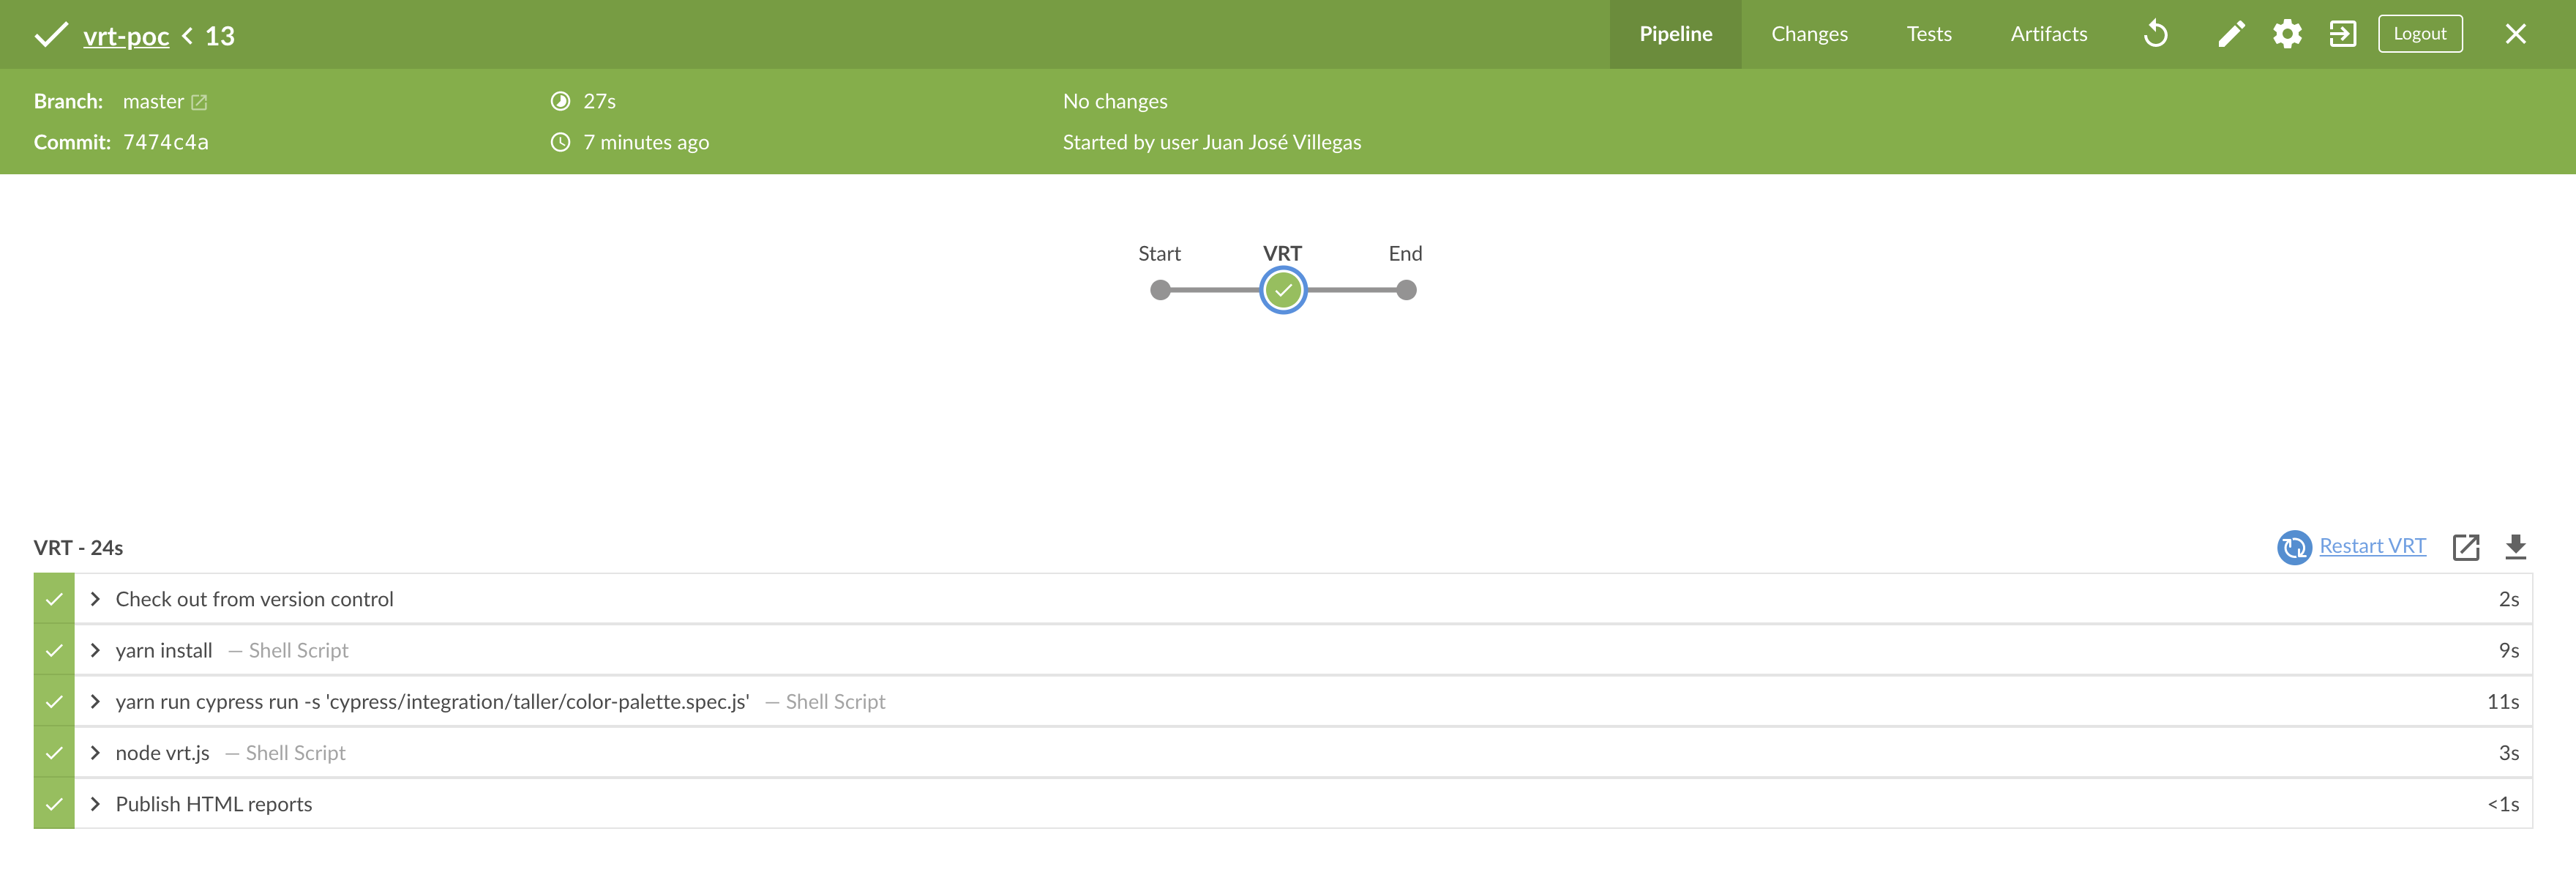 vrt-poc < 13
Pipeline Changes Tests Artifacts Logout
Branch: master 27s No changes
Commit: 7474c4a 7 minutes ago Started by user Juan José Villegas
Start VRT End
VRT - 24s Restart VRT
Check out from version control 2s
yarn install — Shell Script 9s
yarn run cypress run -s 'cypress/integration/taller/color-palette.spec.js' — Shell Script 11s
node vrt.js — Shell Script 3s
Publish HTML reports <1s